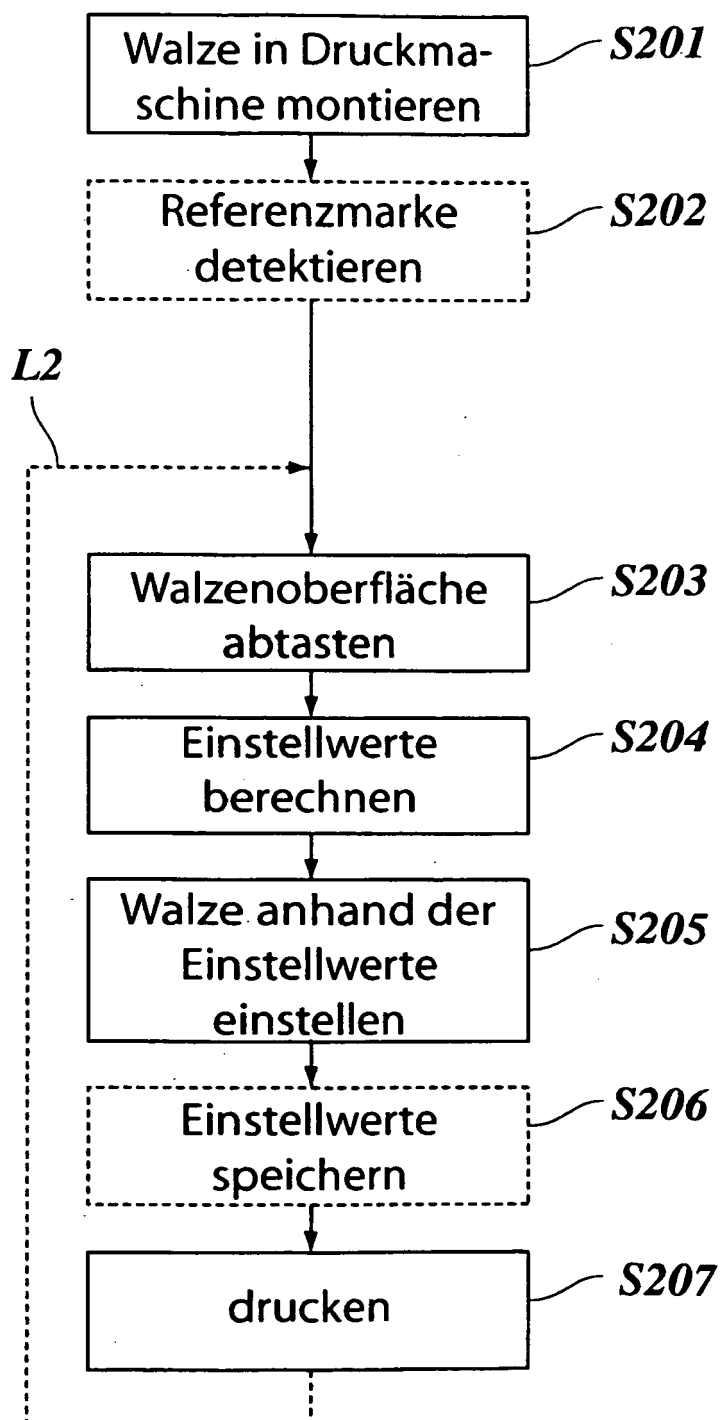 Walze in Druckma-
schine montieren
S201
Referenzmarke
detektieren
S202
L2
Walzenoberfläche
abtasten
S203
Einstellwerte
berechnen
S204
Walze anhand der
Einstellwerte
einstellen
S205
Einstellwerte
speichern
S206
drucken
S207